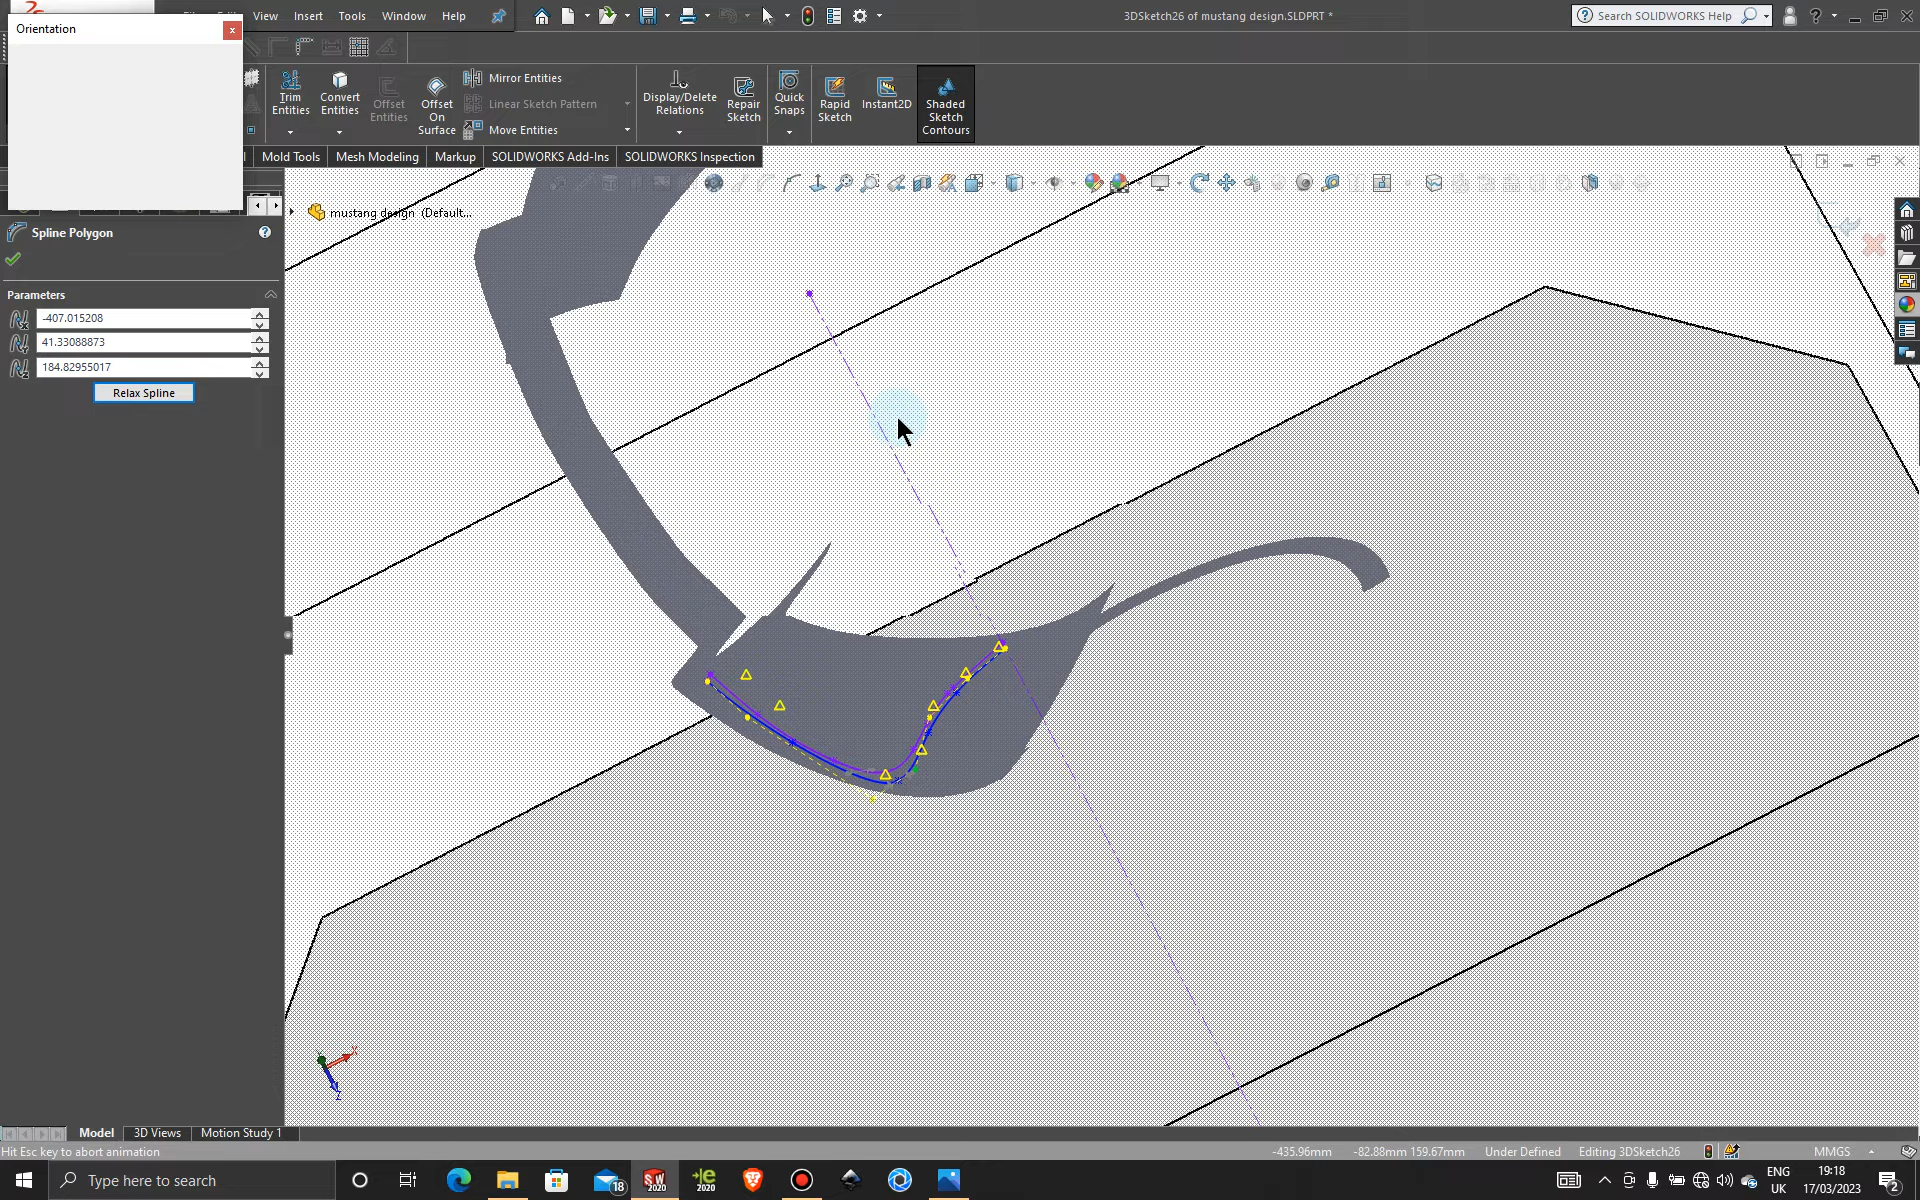 Orientation
View Insert Tools Window Help
3DSketch26 of mustang design.SLDPRT *
Search SOLIDWORKS Help
Trim Entities
Convert Entities
Offset Entities
Offset On Surface
Mirror Entities
Linear Sketch Pattern
Move Entities
Display/Delete Relations
Repair Sketch
Quick Snaps
Rapid Sketch
Instant2D
Shaded Sketch Contours
Mold Tools Mesh Modeling Markup SOLIDWORKS Add-Ins SOLIDWORKS Inspection
mustang design (Default...
Spline Polygon
Parameters
-407.015208
41.33088873
184.82955017
Relax Spline
X
Z
Model 3D Views Motion Study 1
Hit Esc key to abort animation
-435.96mm -82.88mm 159.67mm Under Defined Editing 3DSketch26 MMGS
Type here to search
18
SW 2020
2020
ENG UK
19:18
17/03/2023
2